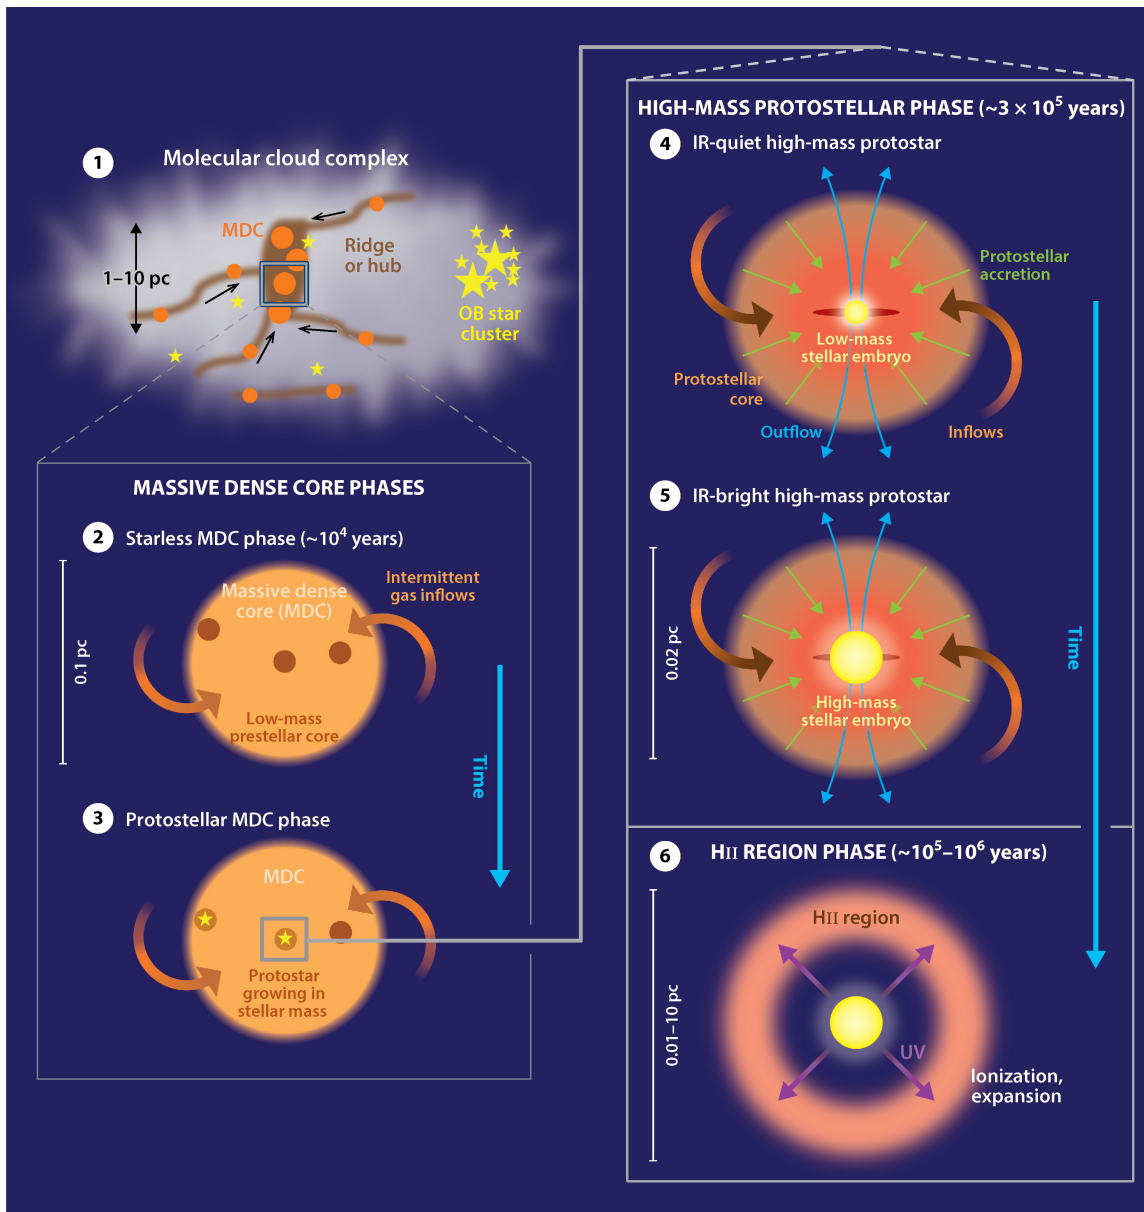 1
Molecular cloud complex
MDC
Ridge
or hub
1–10 pc
OB star
cluster
MASSIVE DENSE CORE PHASES
2
Starless MDC phase (~10⁴ years)
Massive dense
core (MDC)
Intermittent
gas inflows
0.1 pc
Low-mass
prestellar core
Time
3
Protostellar MDC phase
MDC
Protostar
growing in
stellar mass
HIGH-MASS PROTOSTELLAR PHASE (~3 × 10⁵ years)
4
IR-quiet high-mass protostar
Protostellar
accretion
Low-mass
stellar embryo
Protostellar
core
Outflow
Inflows
5
IR-bright high-mass protostar
0.02 pc
High-mass
stellar embryo
Time
6
HII REGION PHASE (~10⁵–10⁶ years)
HII region
0.01–10 pc
UV
Ionization,
expansion